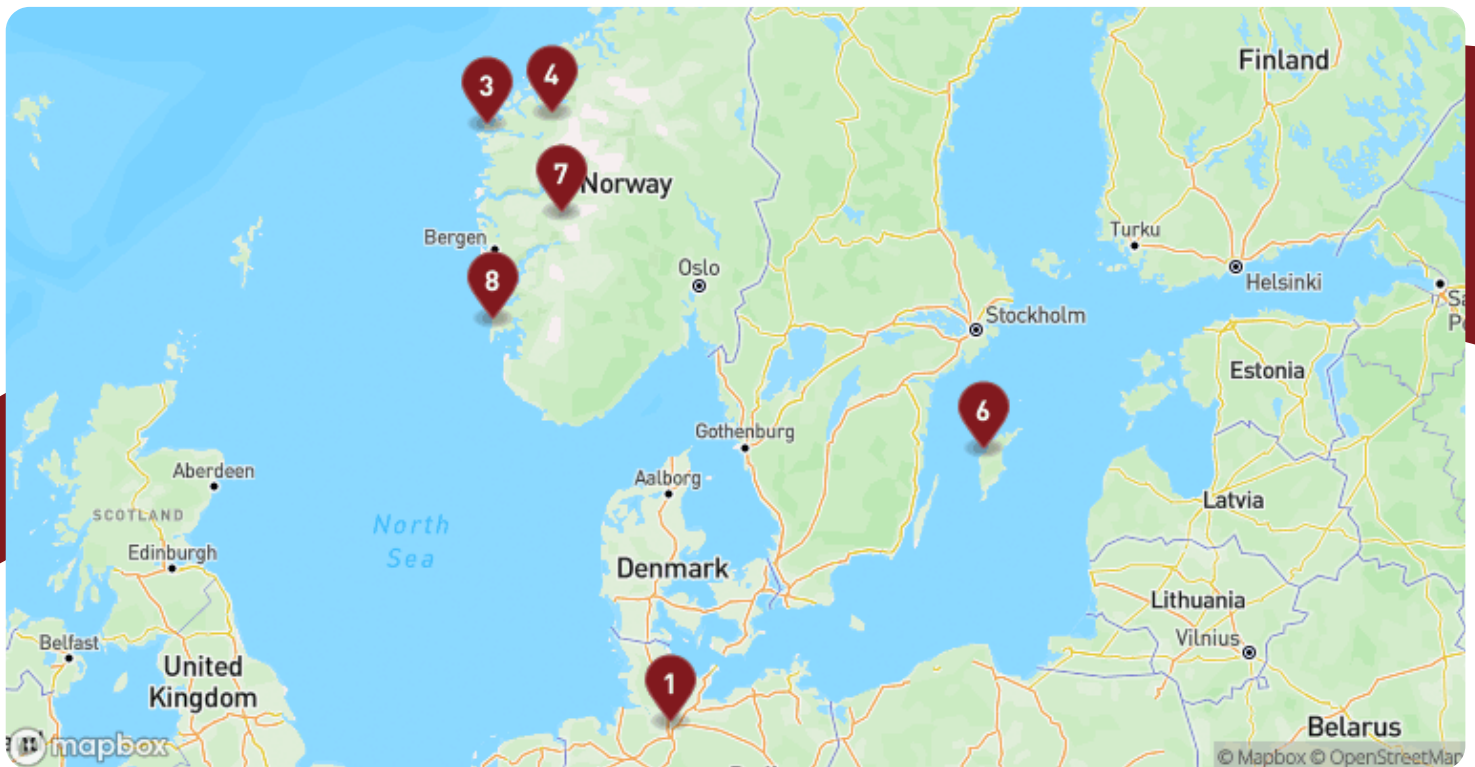 Finland
3
4
7
Norway
Bergen
Turku
8
Oslo
Helsinki
Stockholm
Estonia
6
Gothenburg
Aberdeen
Aalborg
SCOTLAND
Latvia
North
Sea
Edinburgh
Denmark
Lithuania
Belfast
Vilnius
United
Kingdom
1
Belarus
mapbox
© Mapbox © OpenStreetMap